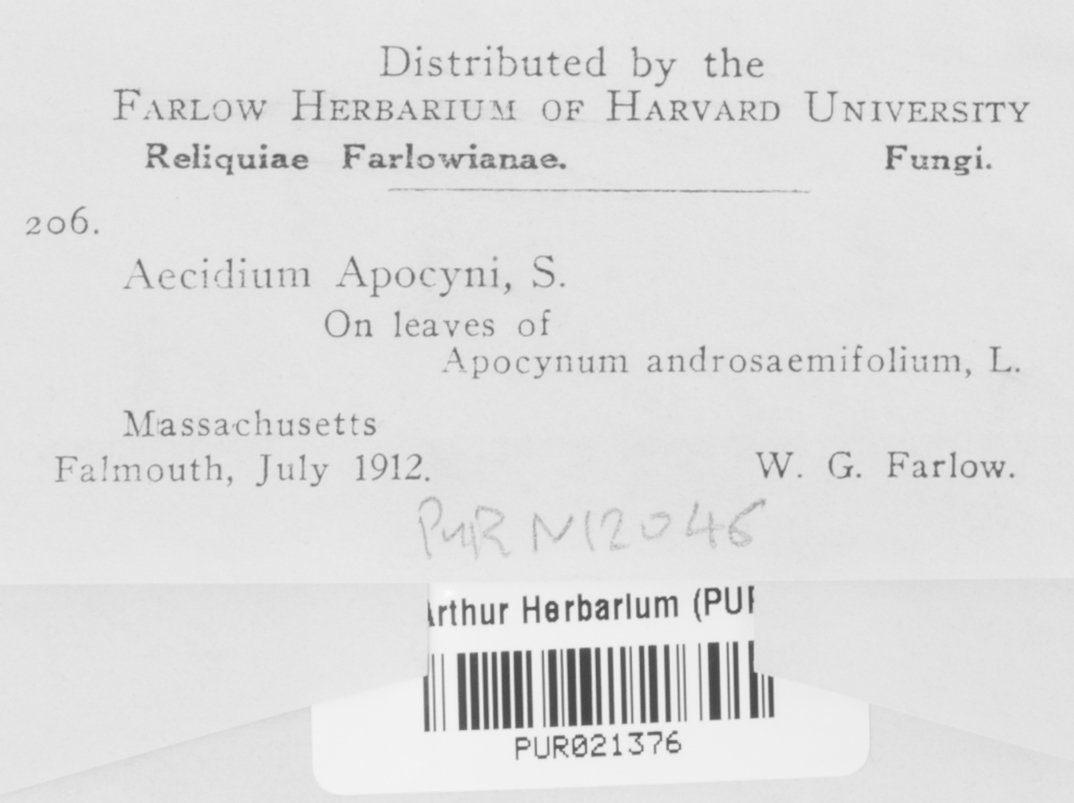 Distributed by the
FARLOW HERBARIUM OF HARVARD UNIVERSITY
Reliquiae Farlowianae. Fungi.
206.
Aecidium Apocyni, S.
On leaves of
Apocynum androsaemifolium, L.
Massachusetts
Falmouth, July 1912. W. G. Farlow.
PUR N12046
Arthur Herbarium (PUR
PUR021376